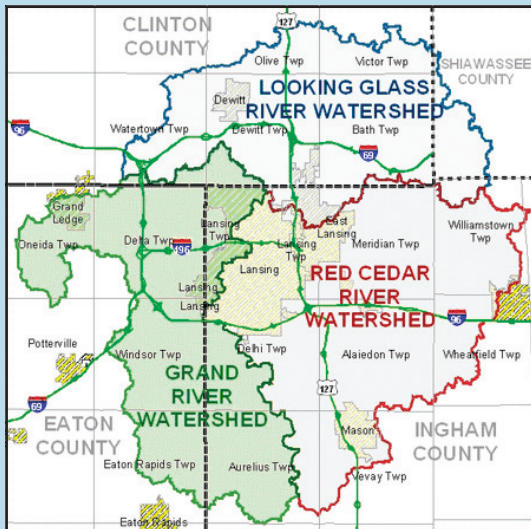 CLINTON
COUNTY
127
Olive Twp
Victor Twp
SHIAWASSEE
COUNTY
LOOKING GLASS
RIVER WATERSHED
Dewitt
96
Watertown Twp
Dewitt Twp
Bath Twp
69
Grand
Ledge
Oneida Twp
Delta Twp
496
Lansing
Twp
East
Lansing
Lansing
Twp
Meridian Twp
Williamstown
Twp
Lansing
Lansing
Lansing
RED CEDAR
RIVER
WATERSHED
96
Potterville
Windsor Twp
Delhi Twp
Alaiedon Twp
Wheatfield Twp
GRAND
RIVER
WATERSHED
127
69
EATON
COUNTY
Mason
INGHAM
COUNTY
Eaton Rapids Twp
Aurelius Twp
Vevay Twp
Eaton Rapids